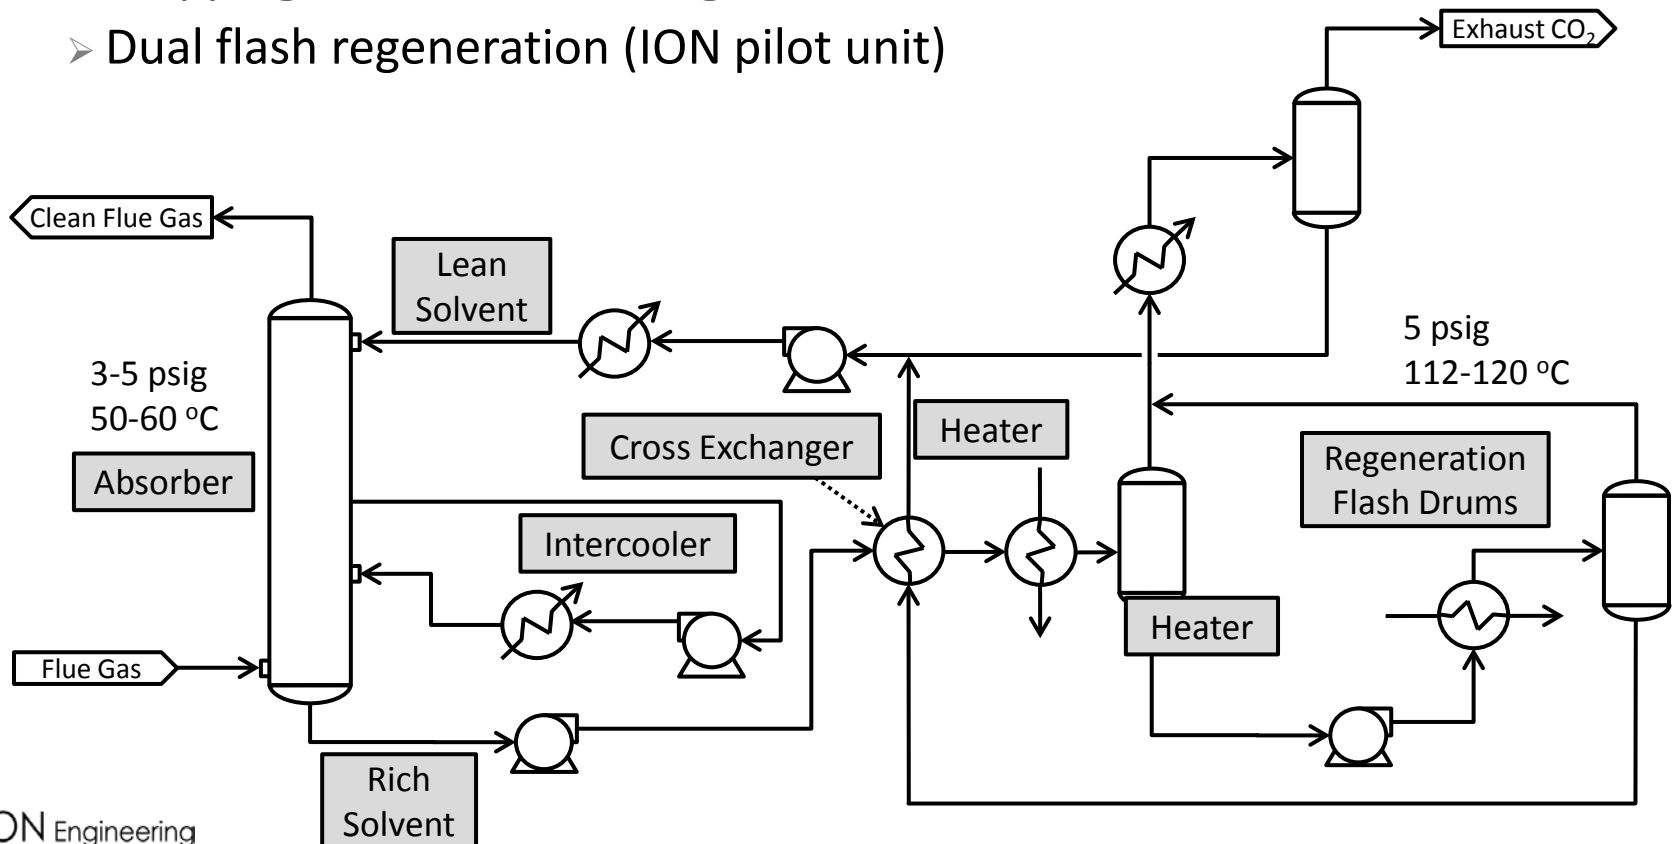 Dual flash regeneration (ION pilot unit)
Exhaust CO₂
Clean Flue Gas
Lean
Solvent
5 psig
112-120 °C
3-5 psig
50-60 °C
Absorber
Cross Exchanger
Heater
Regeneration
Flash Drums
Intercooler
Heater
Flue Gas
Rich
Solvent
ON Engineering